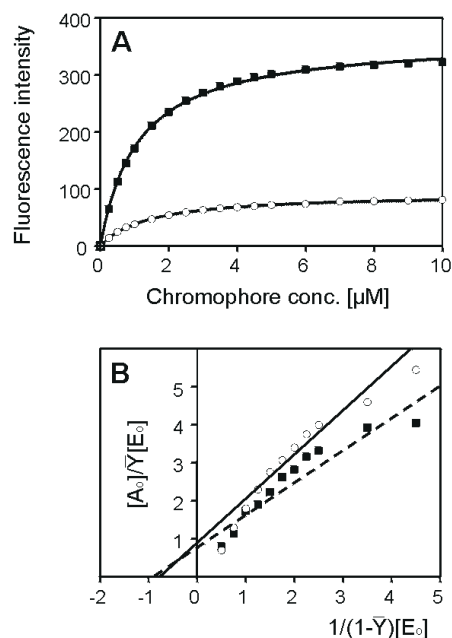 A
Fluorescence intensity
400
300
200
100
0
0 2 4 6 8 10
Chromophore conc. [µM]
B
[A₀]/Y̅[E₀]
5
4
3
2
1
-2 -1 0 1 2 3 4 5
1/(1-Y̅)[E₀]